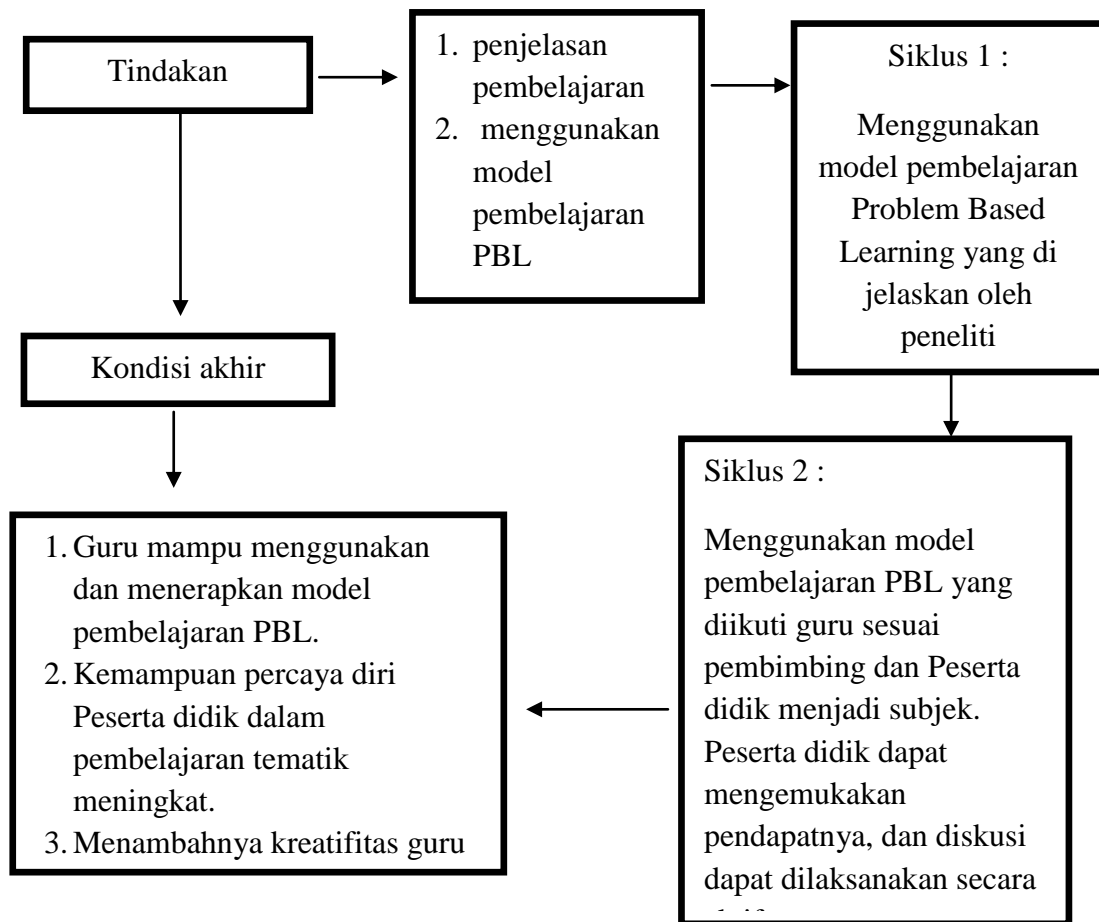 Tindakan
1. penjelasan
pembelajaran
2. menggunakan
model
pembelajaran
PBL
Siklus 1 :
Menggunakan
model pembelajaran
Problem Based
Learning yang di
jelaskan oleh
peneliti
Kondisi akhir
Siklus 2 :
Menggunakan model
pembelajaran PBL yang
diikuti guru sesuai
pembimbing dan Peserta
didik menjadi subjek.
Peserta didik dapat
mengemukakan
pendapatnya, dan diskusi
dapat dilaksanakan secara
1. Guru mampu menggunakan
dan menerapkan model
pembelajaran PBL.
2. Kemampuan percaya diri
Peserta didik dalam
pembelajaran tematik
meningkat.
3. Menambahnya kreatifitas guru